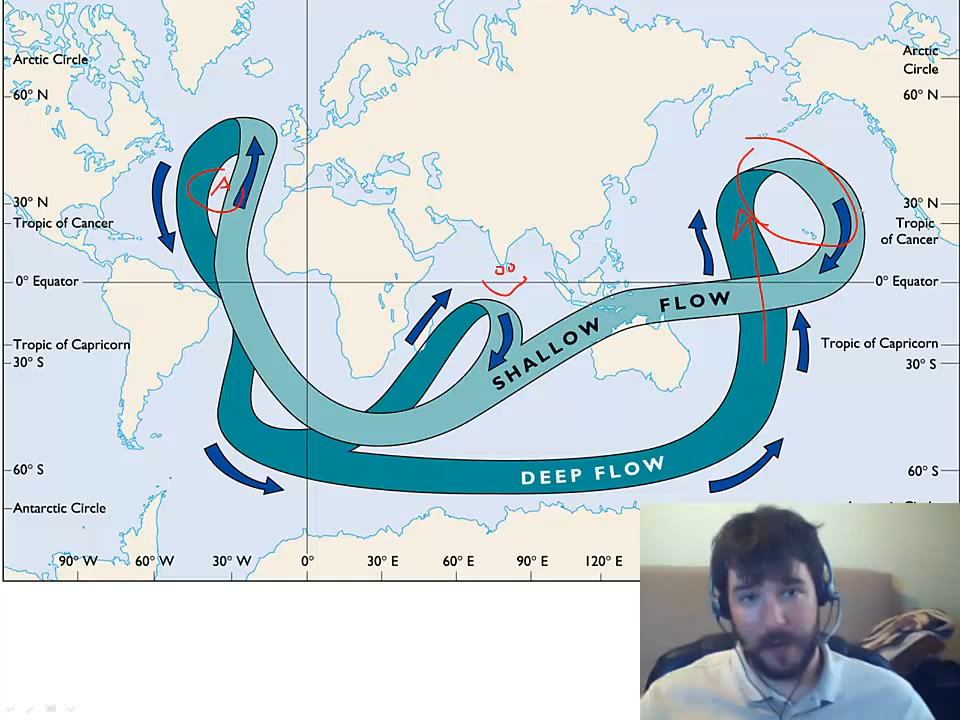 Arctic Circle
60° N
30° N
Tropic of Cancer
0° Equator
Tropic of Capricorn
30° S
60° S
Antarctic Circle
90° W
60° W
30° W
0°
30° E
60° E
90° E
120° E
A
SHALLOW FLOW
DEEP FLOW
Arctic
Circle
60° N
30° N
Tropic
of Cancer
0° Equator
Tropic of Capricorn
30° S
60° S